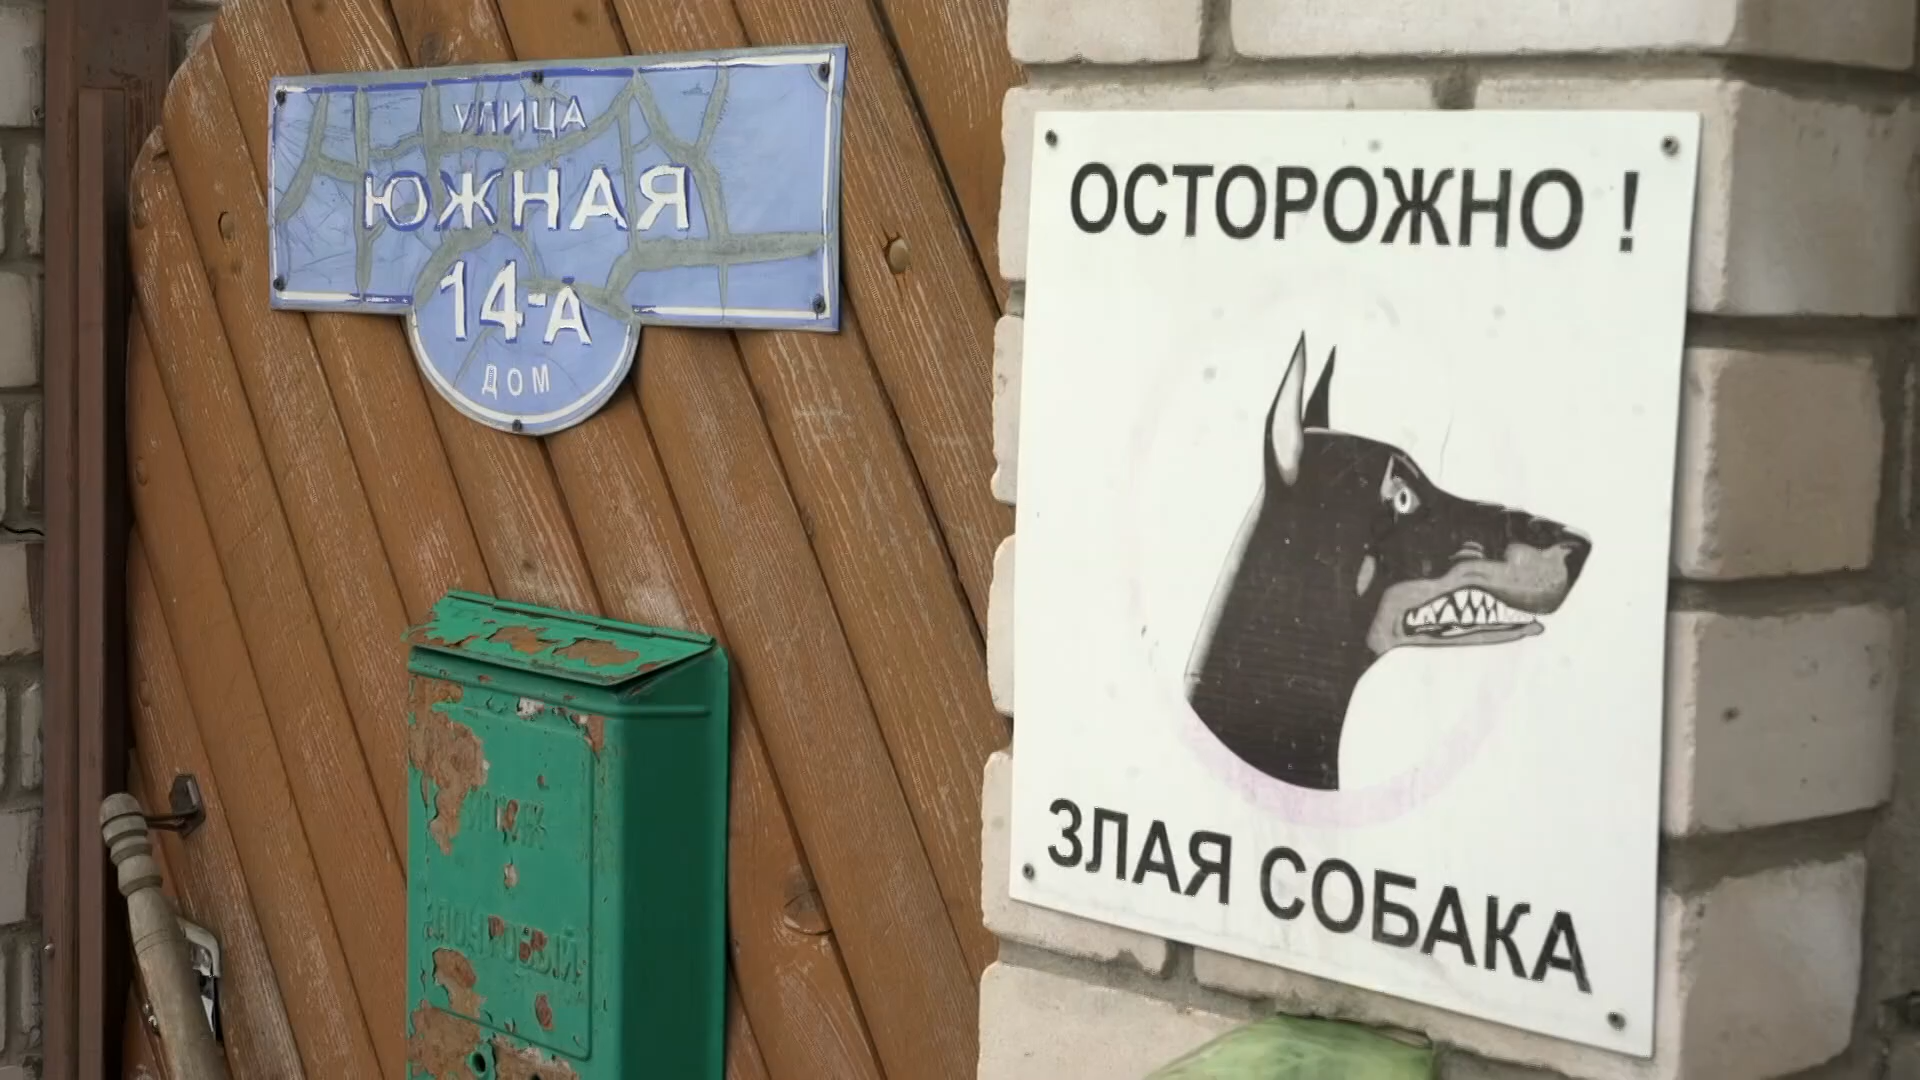 УЛИЦА
ЮЖНАЯ
14-А
ДОМ
ОСТОРОЖНО !
ЗЛАЯ СОБАКА